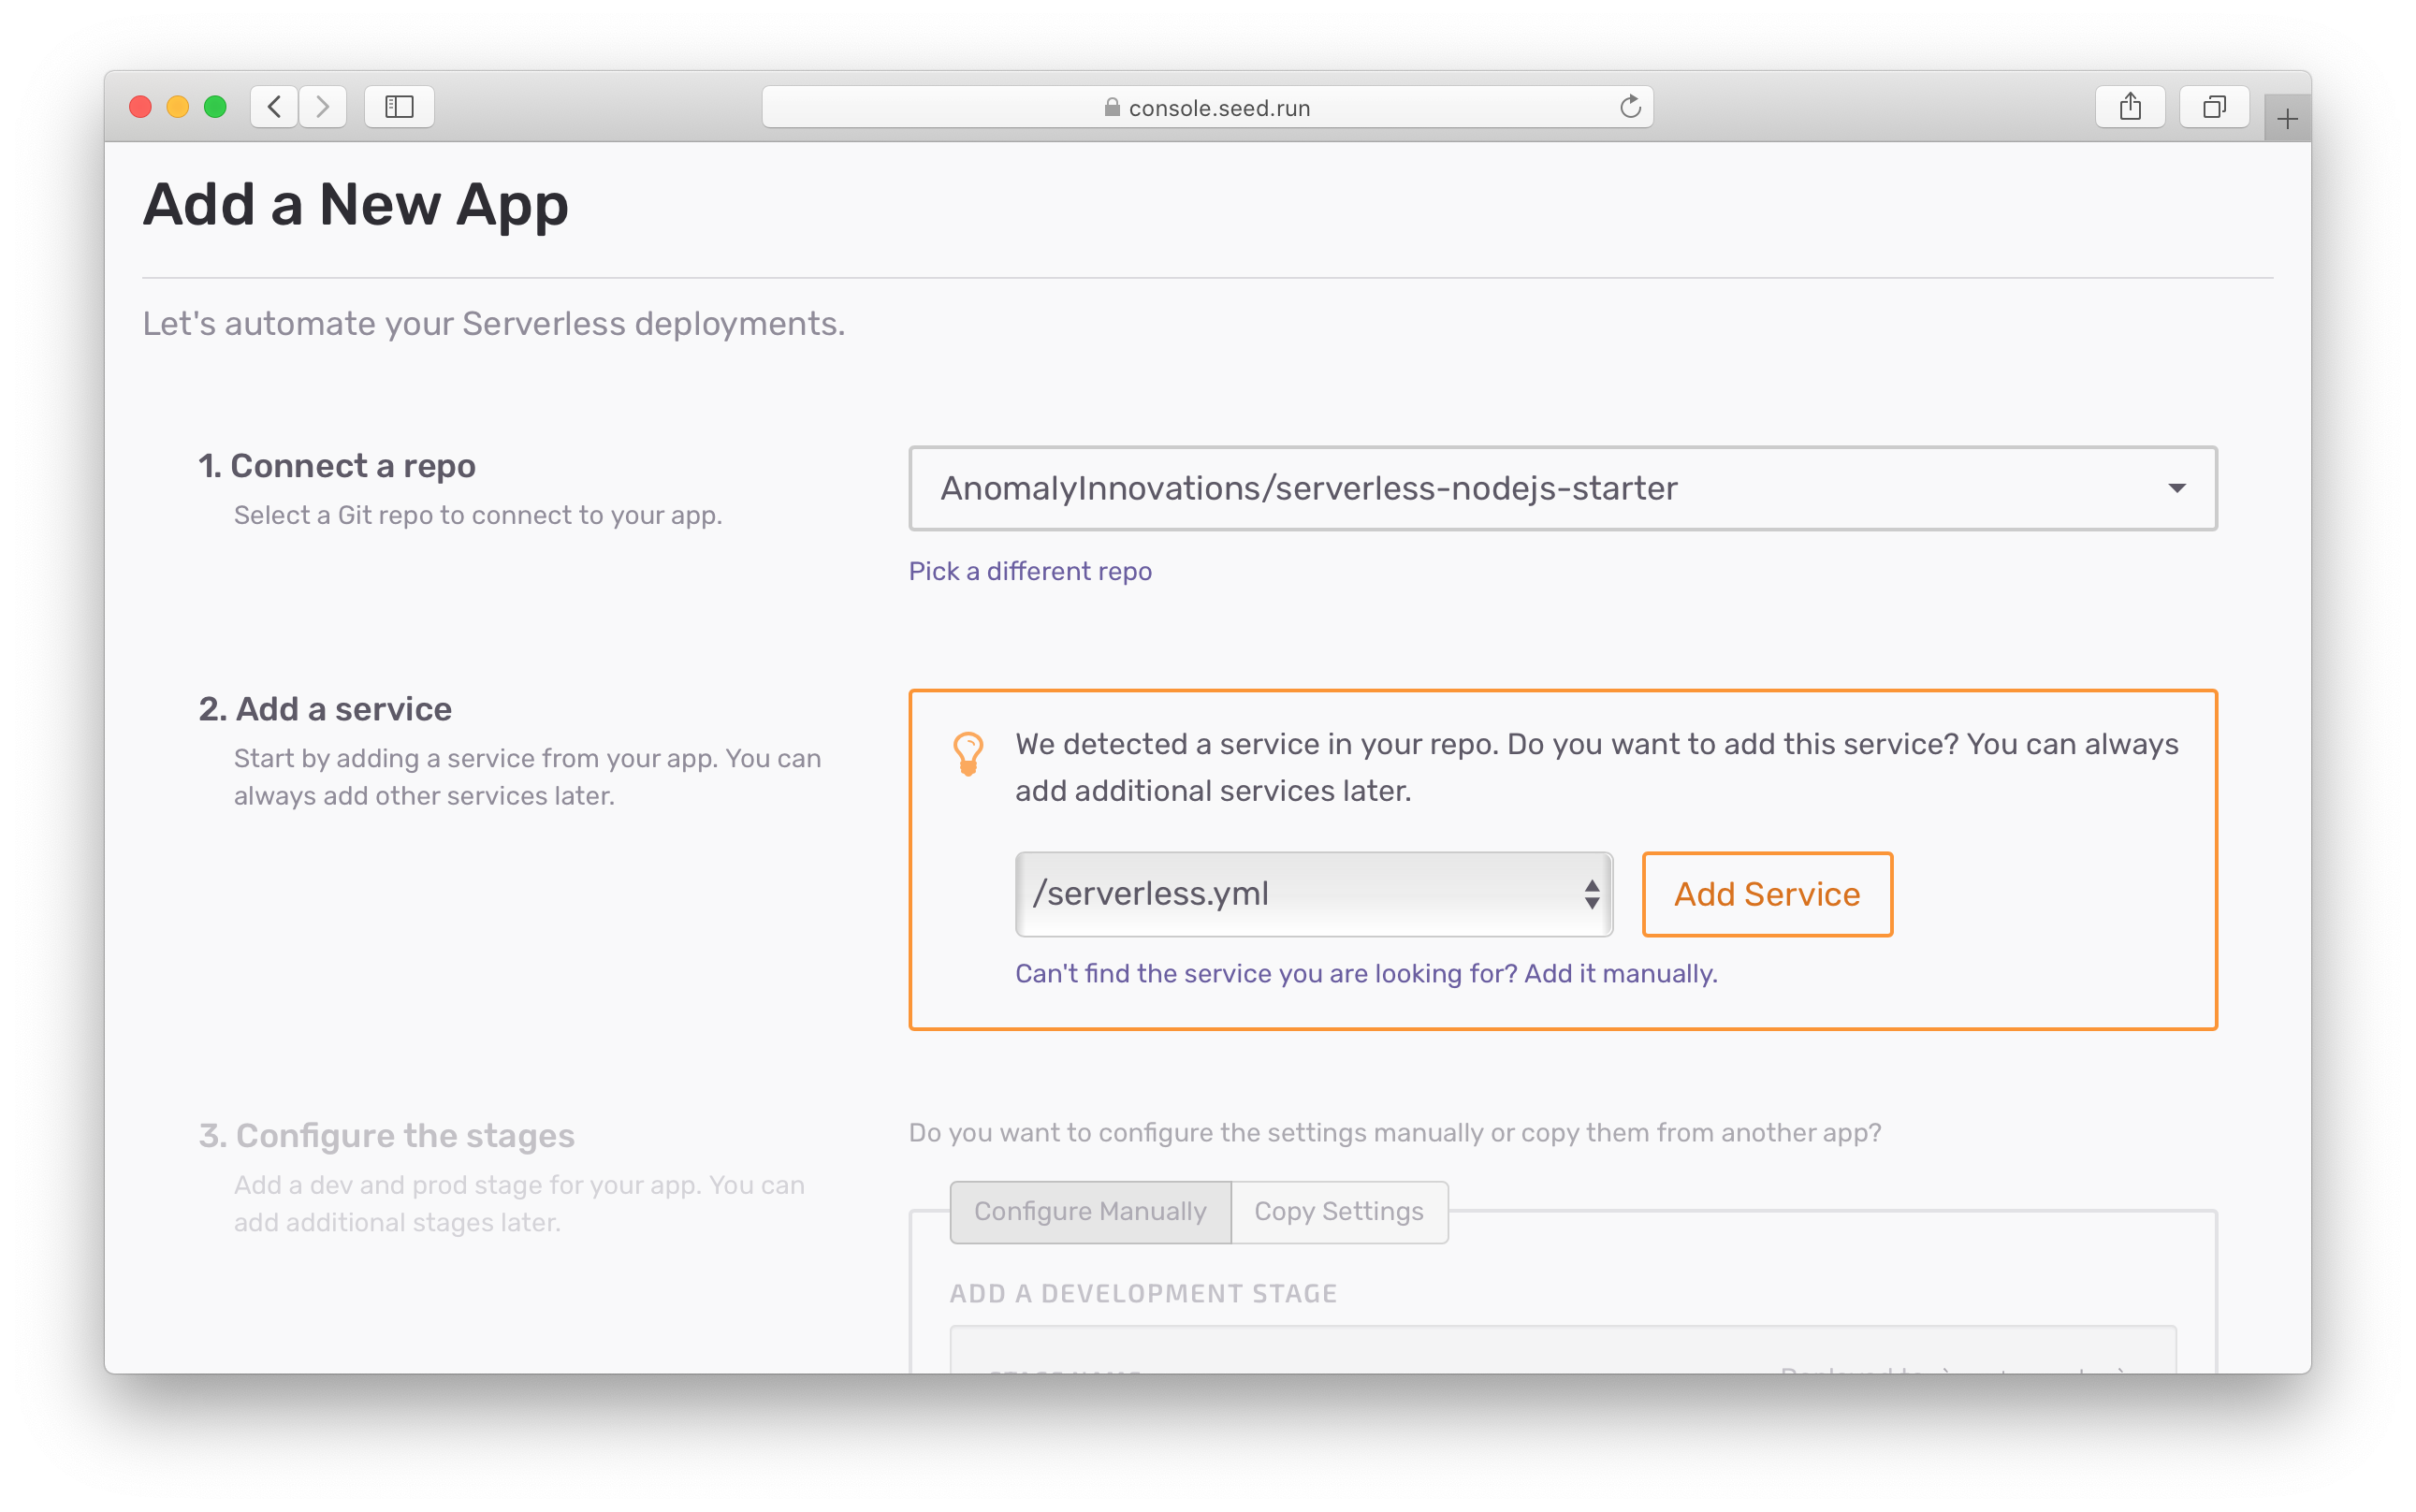 console.seed.run
Add a New App
Let's automate your Serverless deployments.
1. Connect a repo
Select a Git repo to connect to your app.
AnomalyInnovations/serverless-nodejs-starter
Pick a different repo
2. Add a service
Start by adding a service from your app. You can
always add other services later.
We detected a service in your repo. Do you want to add this service? You can always
add additional services later.
/serverless.yml
Add Service
Can't find the service you are looking for? Add it manually.
3. Configure the stages
Add a dev and prod stage for your app. You can
add additional stages later.
Do you want to configure the settings manually or copy them from another app?
Configure Manually
Copy Settings
ADD A DEVELOPMENT STAGE